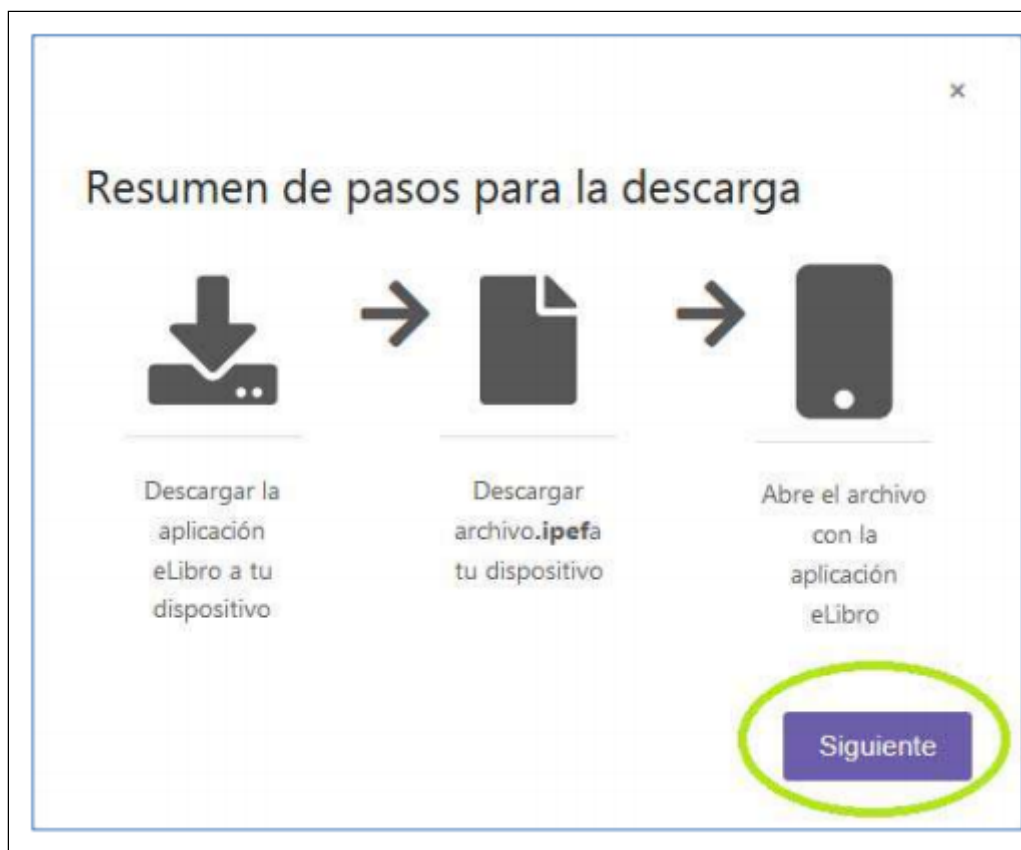 ×
Resumen de pasos para la descarga
Descargar la
aplicación
eLibro a tu
dispositivo
Descargar
archivo.ipefa
tu dispositivo
Abre el archivo
con la
aplicación
eLibro
Siguiente